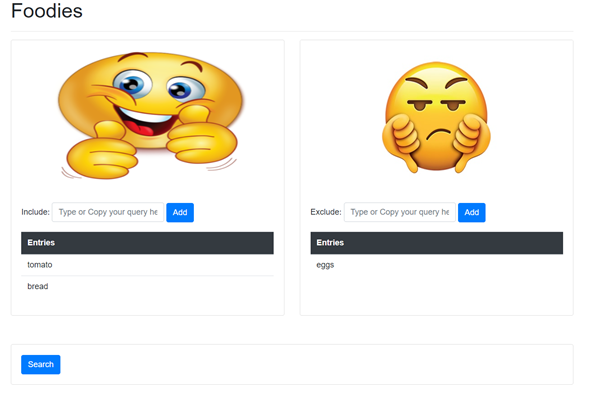 Foodies
Include: Type or Copy your query he Add
Entries
tomato
bread
Exclude: Type or Copy your query he Add
Entries
eggs
Search